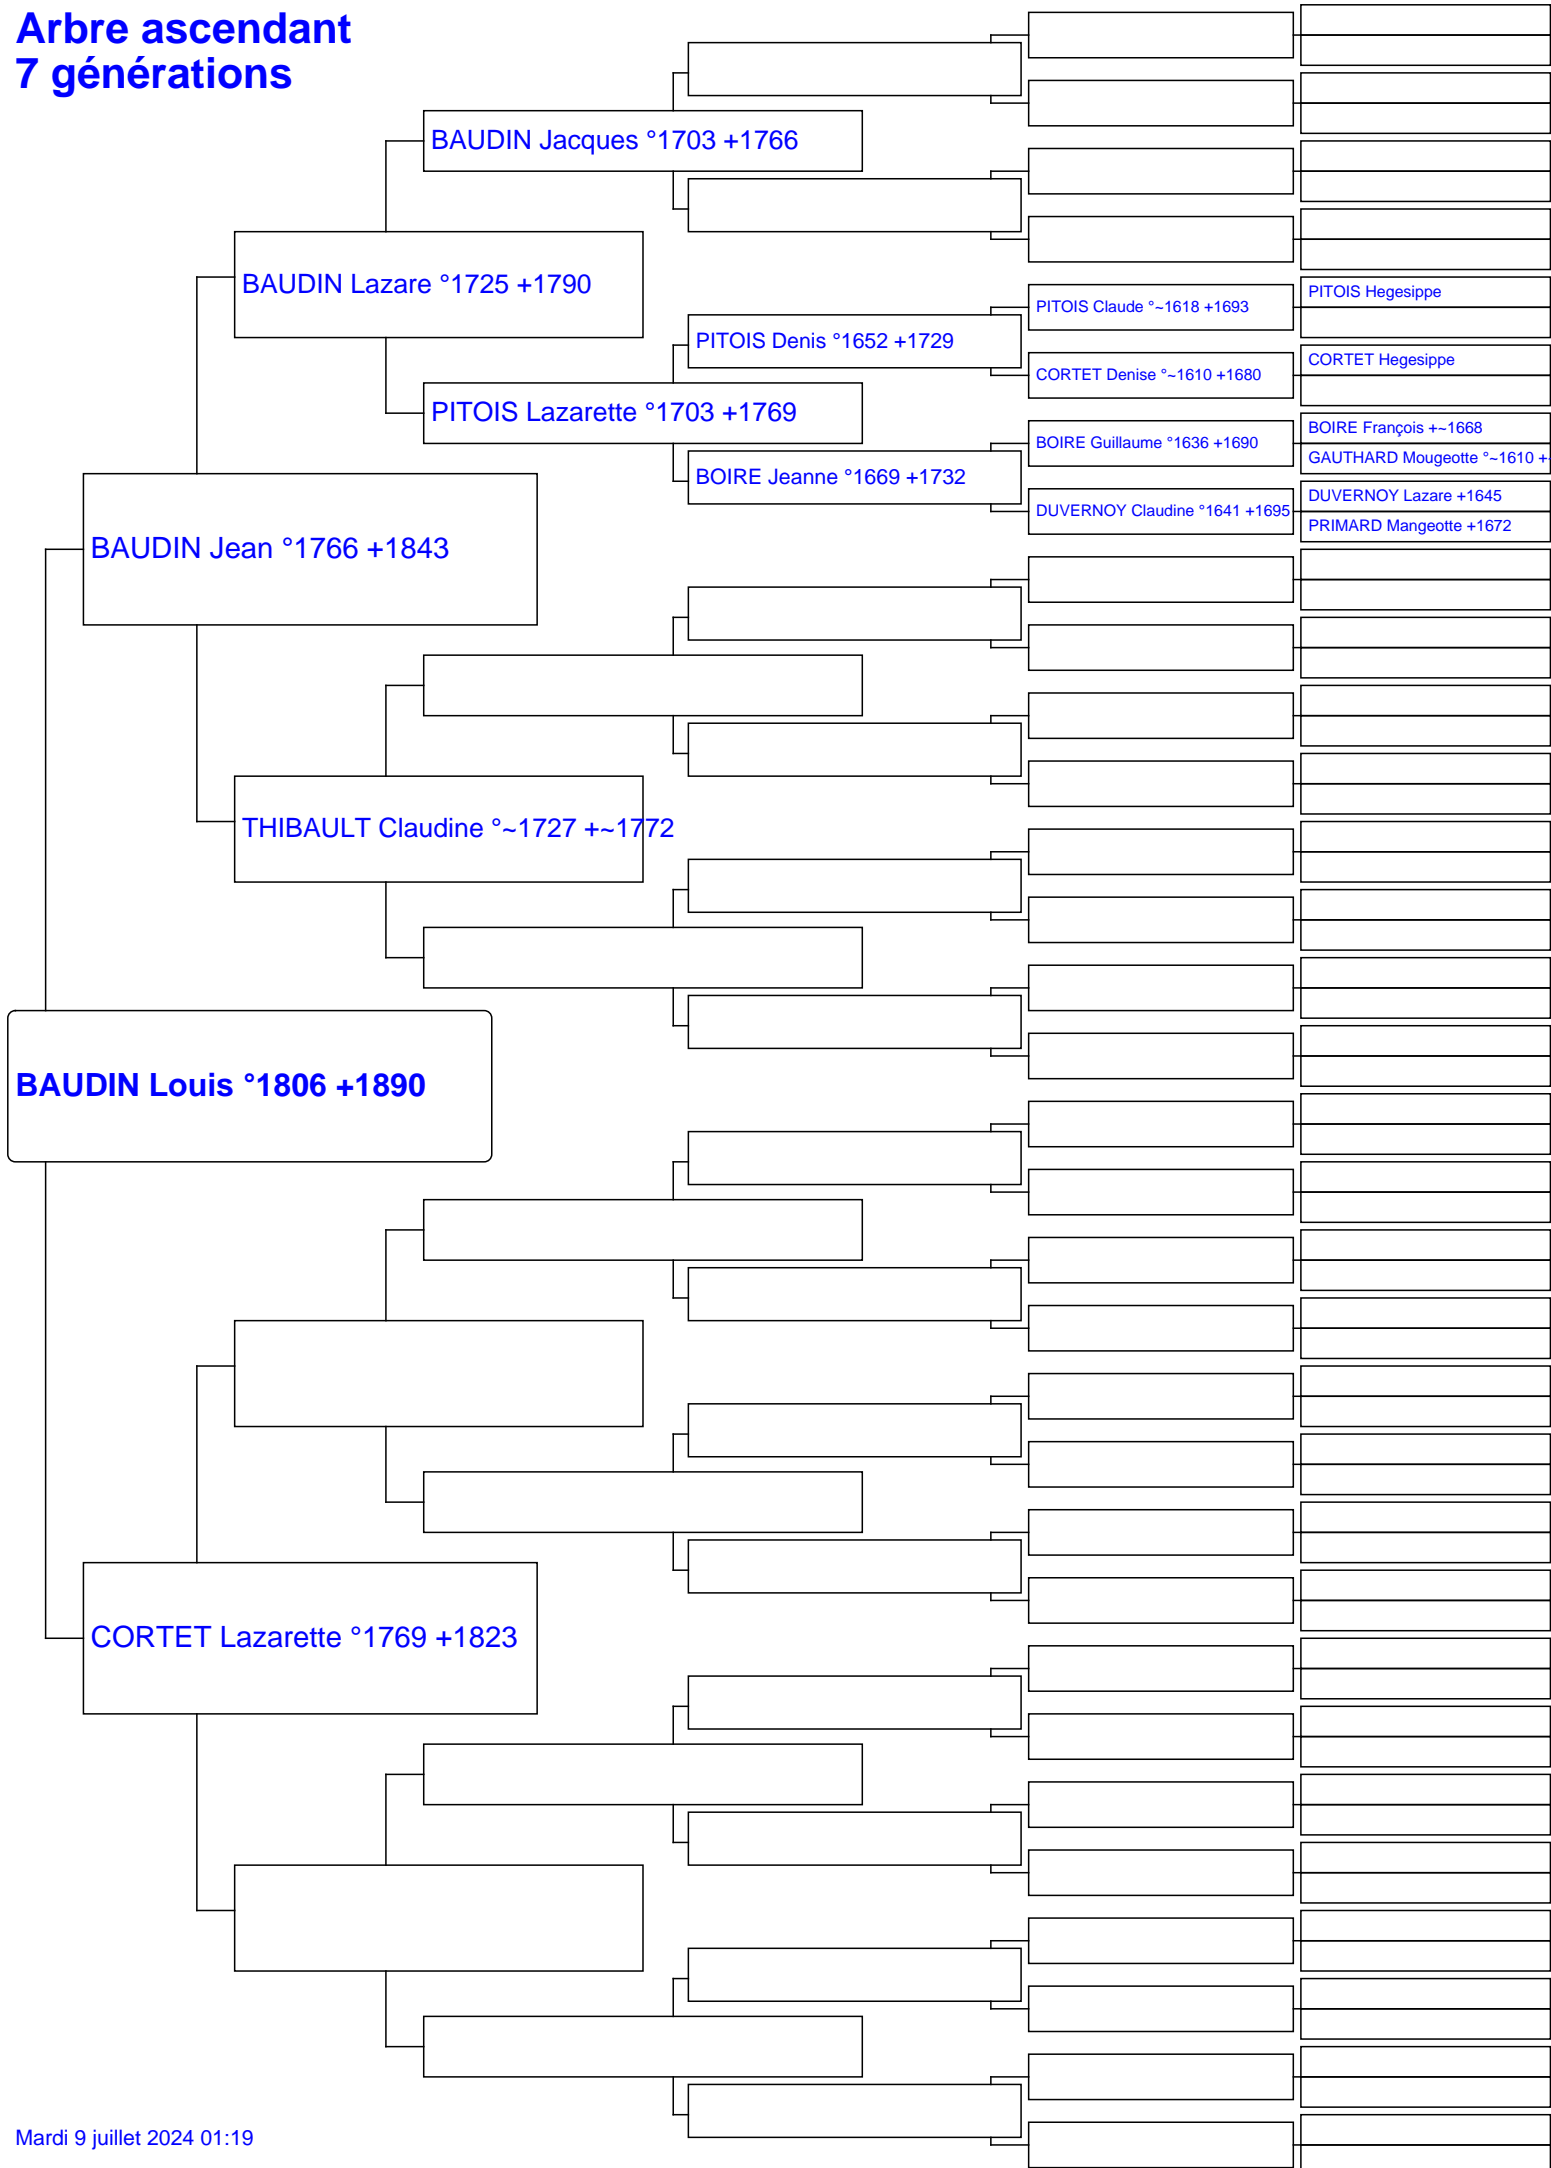 Arbre ascendant
7 générations
BAUDIN Jacques °1703 +1766
BAUDIN Lazare °1725 +1790
PITOIS Hegesippe
PITOIS Claude °~1618 +1693
PITOIS Denis °1652 +1729
CORTET Hegesippe
CORTET Denise °~1610 +1680
PITOIS Lazarette °1703 +1769
BOIRE François +~1668
BOIRE Guillaume °1636 +1690
GAUTHARD Mougeotte °~1610 +
BOIRE Jeanne °1669 +1732
DUVERNOY Lazare +1645
DUVERNOY Claudine °1641 +1695
PRIMARD Mangeotte +1672
BAUDIN Jean °1766 +1843
THIBAULT Claudine °~1727 +~1772
BAUDIN Louis °1806 +1890
CORTET Lazarette °1769 +1823
Mardi 9 juillet 2024 01:19